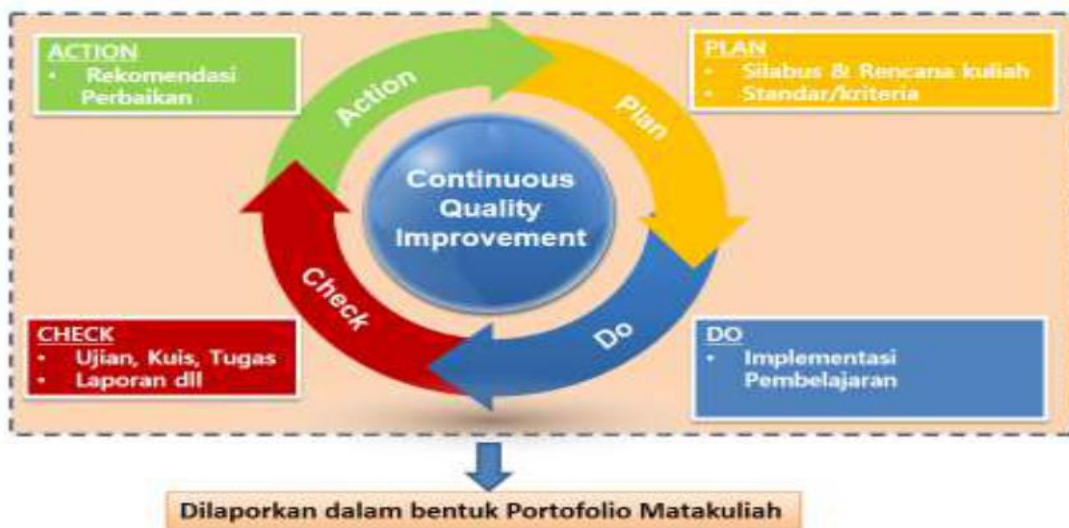 ACTION
• Rekomendasi
Perbaikan
PLAN
• Silabus & Rencana kuliah
• Standar/kriteria
Action
Plan
Continuous
Quality
Improvement
Check
Do
CHECK
• Ujian, Kuis, Tugas
• Laporan dll
DO
• Implementasi
Pembelajaran
Dilaporkan dalam bentuk Portofolio Matakuliah